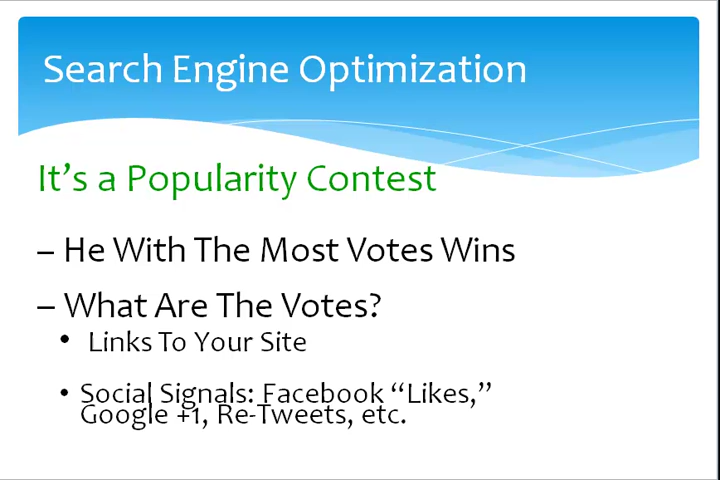 Search Engine Optimization
It’s a Popularity Contest
– He With The Most Votes Wins
– What Are The Votes?
• Links To Your Site
• Social Signals: Facebook “Likes,”
Google +1, Re-Tweets, etc.